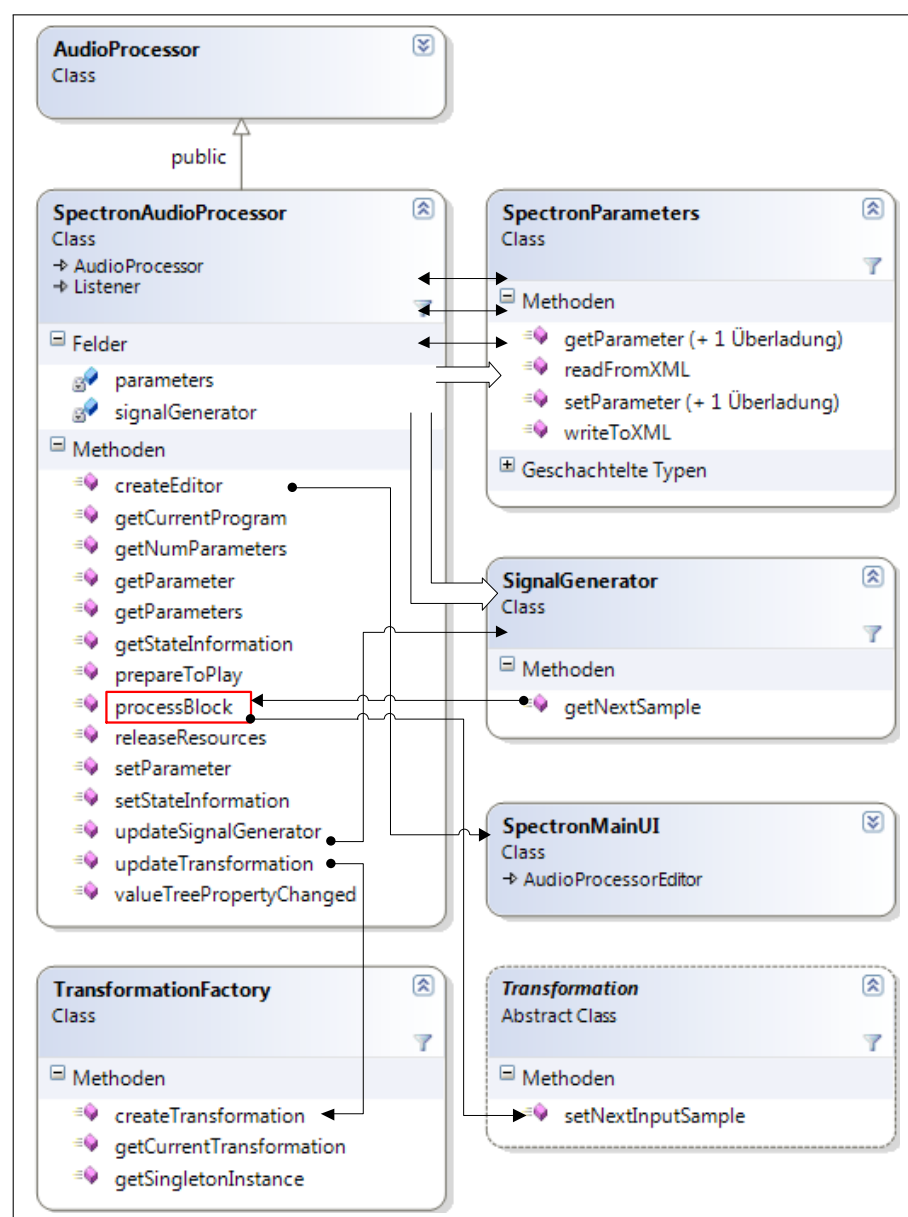 AudioProcessor
Class
public
SpectronAudioProcessor
Class
AudioProcessor
Listener
Felder
parameters
signalGenerator
Methoden
createEditor
getCurrentProgram
getNumParameters
getParameter
getParameters
getStateInformation
prepareToPlay
processBlock
releaseResources
setParameter
setStateInformation
updateSignalGenerator
updateTransformation
valueTreePropertyChanged
SpectronParameters
Class
Methoden
getParameter (+ 1 Überladung)
readFromXML
setParameter (+ 1 Überladung)
writeToXML
Geschachtelte Typen
SignalGenerator
Class
Methoden
getNextSample
SpectronMainUI
Class
AudioProcessorEditor
TransformationFactory
Class
Methoden
createTransformation
getCurrentTransformation
getSingletonInstance
Transformation
Abstract Class
Methoden
setNextInputSample